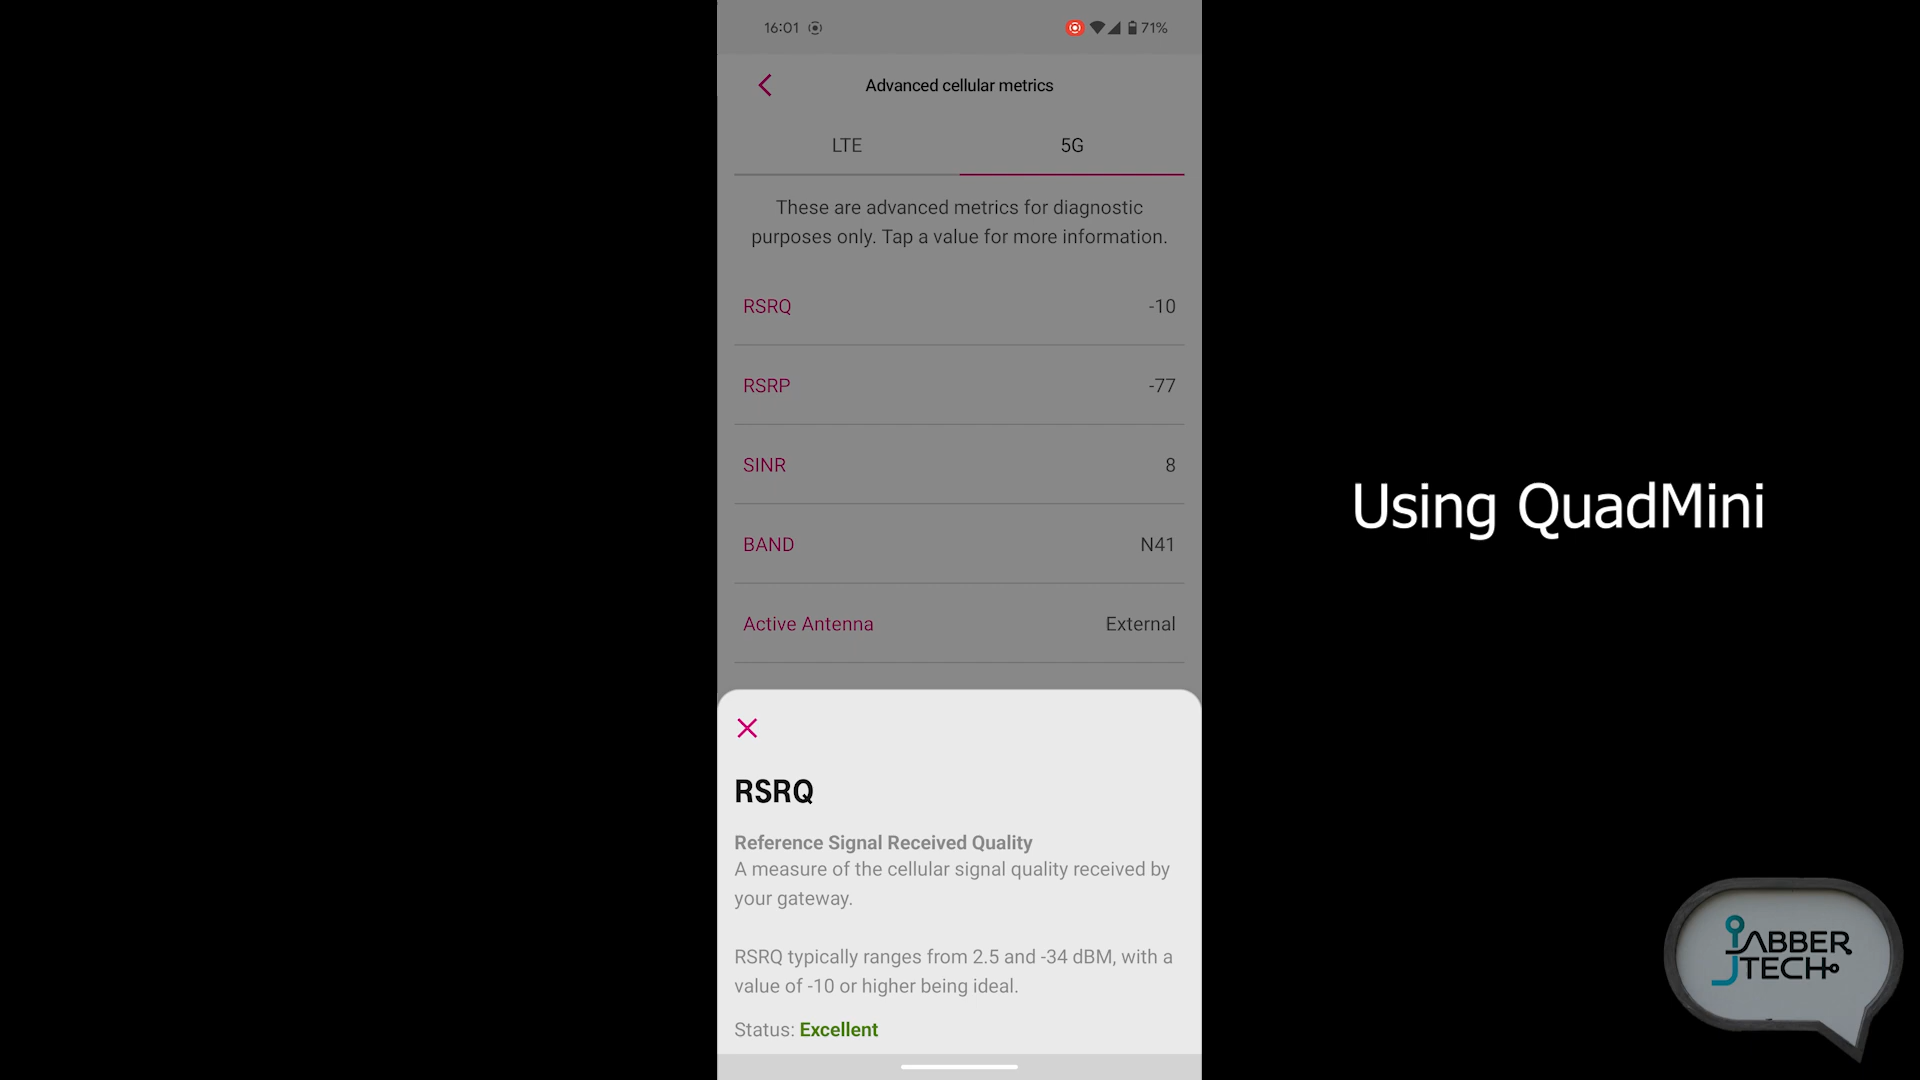 16:01
71%
Advanced cellular metrics
LTE 5G
These are advanced metrics for diagnostic
purposes only. Tap a value for more information.
RSRQ -10
RSRP -77
SINR 8
BAND N41
Active Antenna External
RSRQ
Reference Signal Received Quality
A measure of the cellular signal quality received by
your gateway.
RSRQ typically ranges from 2.5 and -34 dBM, with a
value of -10 or higher being ideal.
Status: Excellent
Using QuadMini
JABBER
TECH